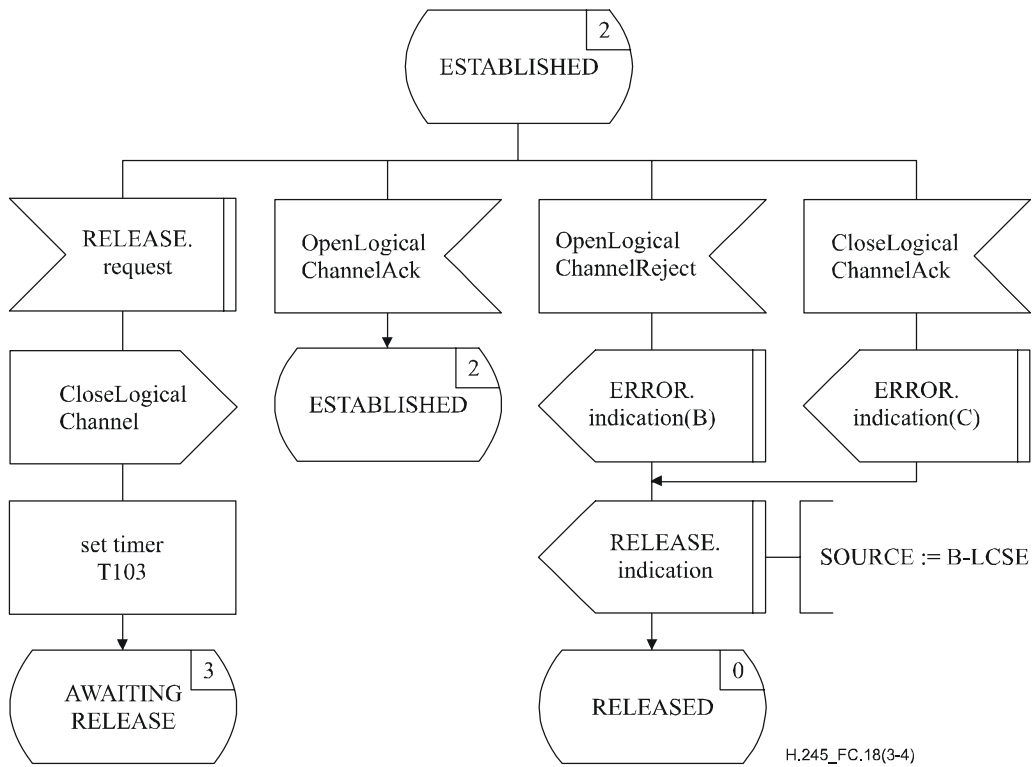 2
ESTABLISHED
RELEASE.
request
OpenLogical
ChannelAck
OpenLogical
ChannelReject
CloseLogical
ChannelAck
CloseLogical
Channel
2
ESTABLISHED
ERROR.
indication(B)
ERROR.
indication(C)
set timer
T103
RELEASE.
indication
SOURCE := B-LCSE
3
AWAITING
RELEASE
0
RELEASED
H.245_FC.18(3-4)